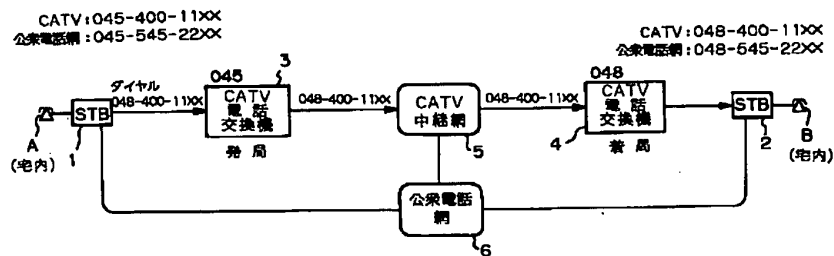 CATV:045-400-11XX
公衆電話網:045-545-22XX
CATV:048-400-11XX
公衆電話網:048-545-22XX
045
3
048
ダイヤル
048-400-11XX
048-400-11XX
048-400-11XX
A
(宅内)
STB
1
CATV
電話
交換機
発局
CATV
中継網
5
CATV
電話
交換機
4
着局
STB
2
B
(宅内)
公衆電話
網
6